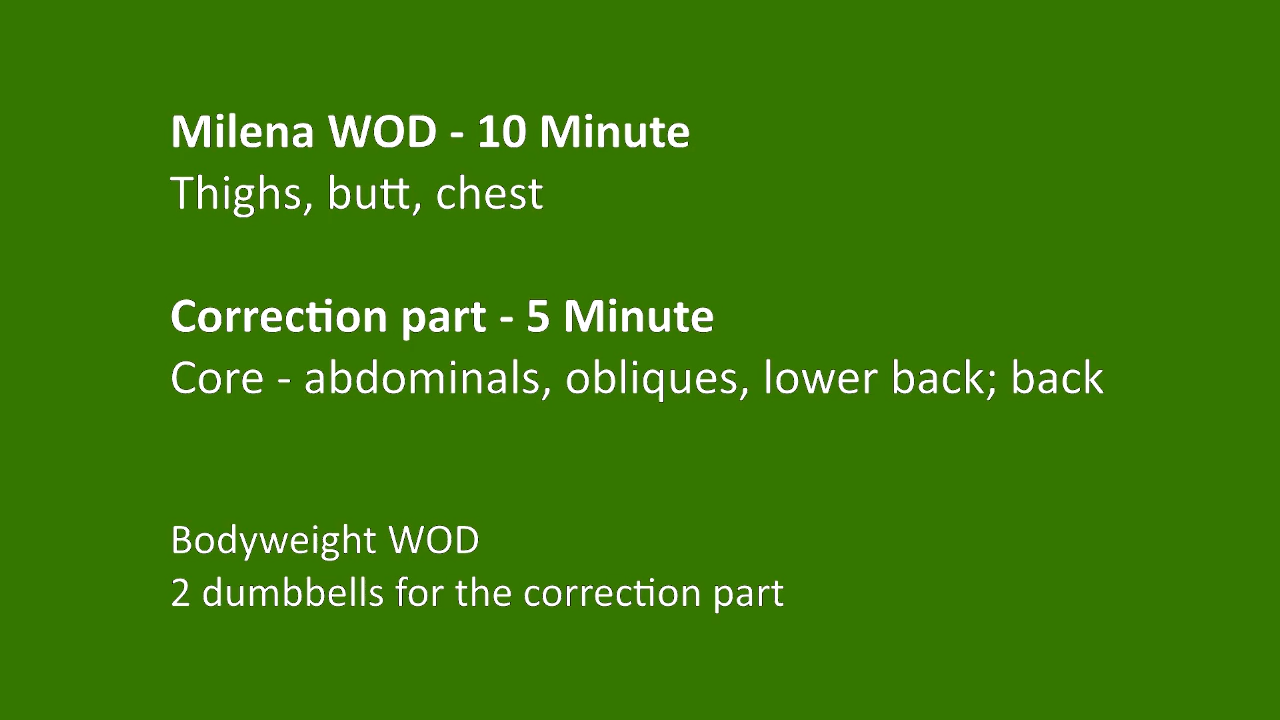 Milena WOD - 10 Minute
Thighs, butt, chest
Correction part - 5 Minute
Core - abdominals, obliques, lower back; back
Bodyweight WOD
2 dumbbells for the correction part